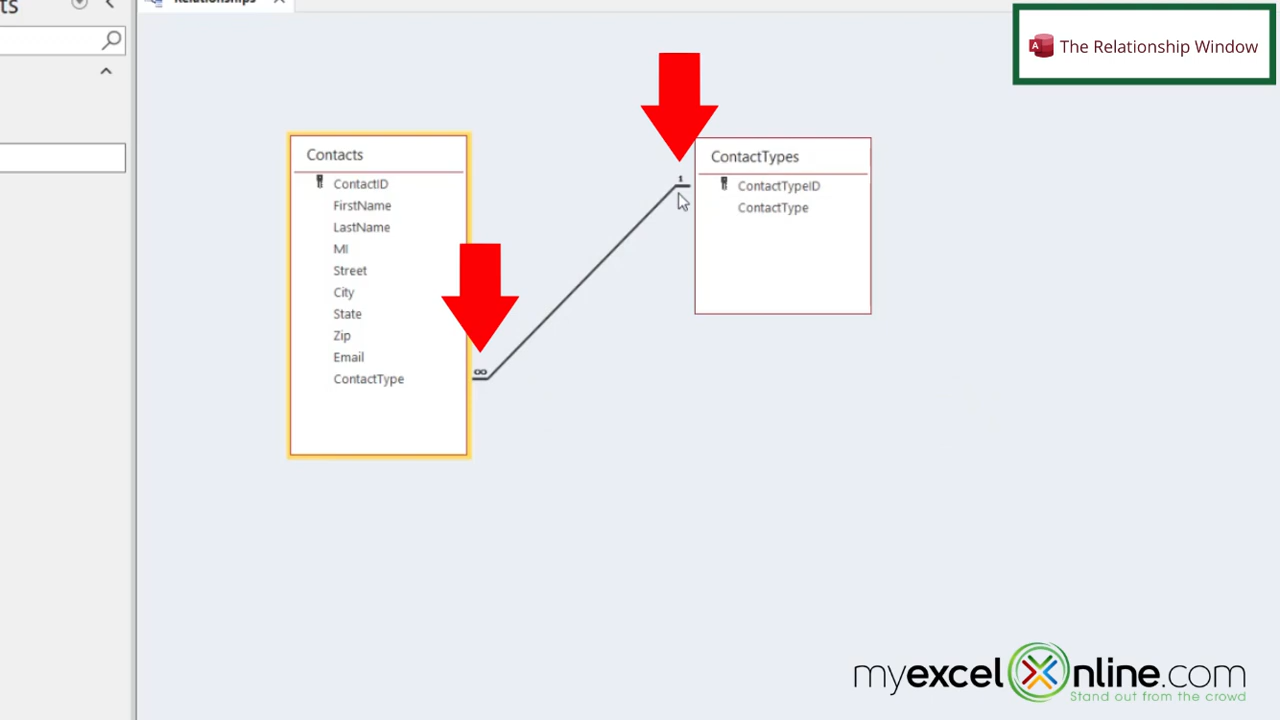 ts
Relationships
The Relationship Window
Contacts
ContactID
FirstName
LastName
MI
Street
City
State
Zip
Email
ContactType
∞
1
ContactTypes
ContactTypeID
ContactType
myexcelonline.com
Stand out from the crowd